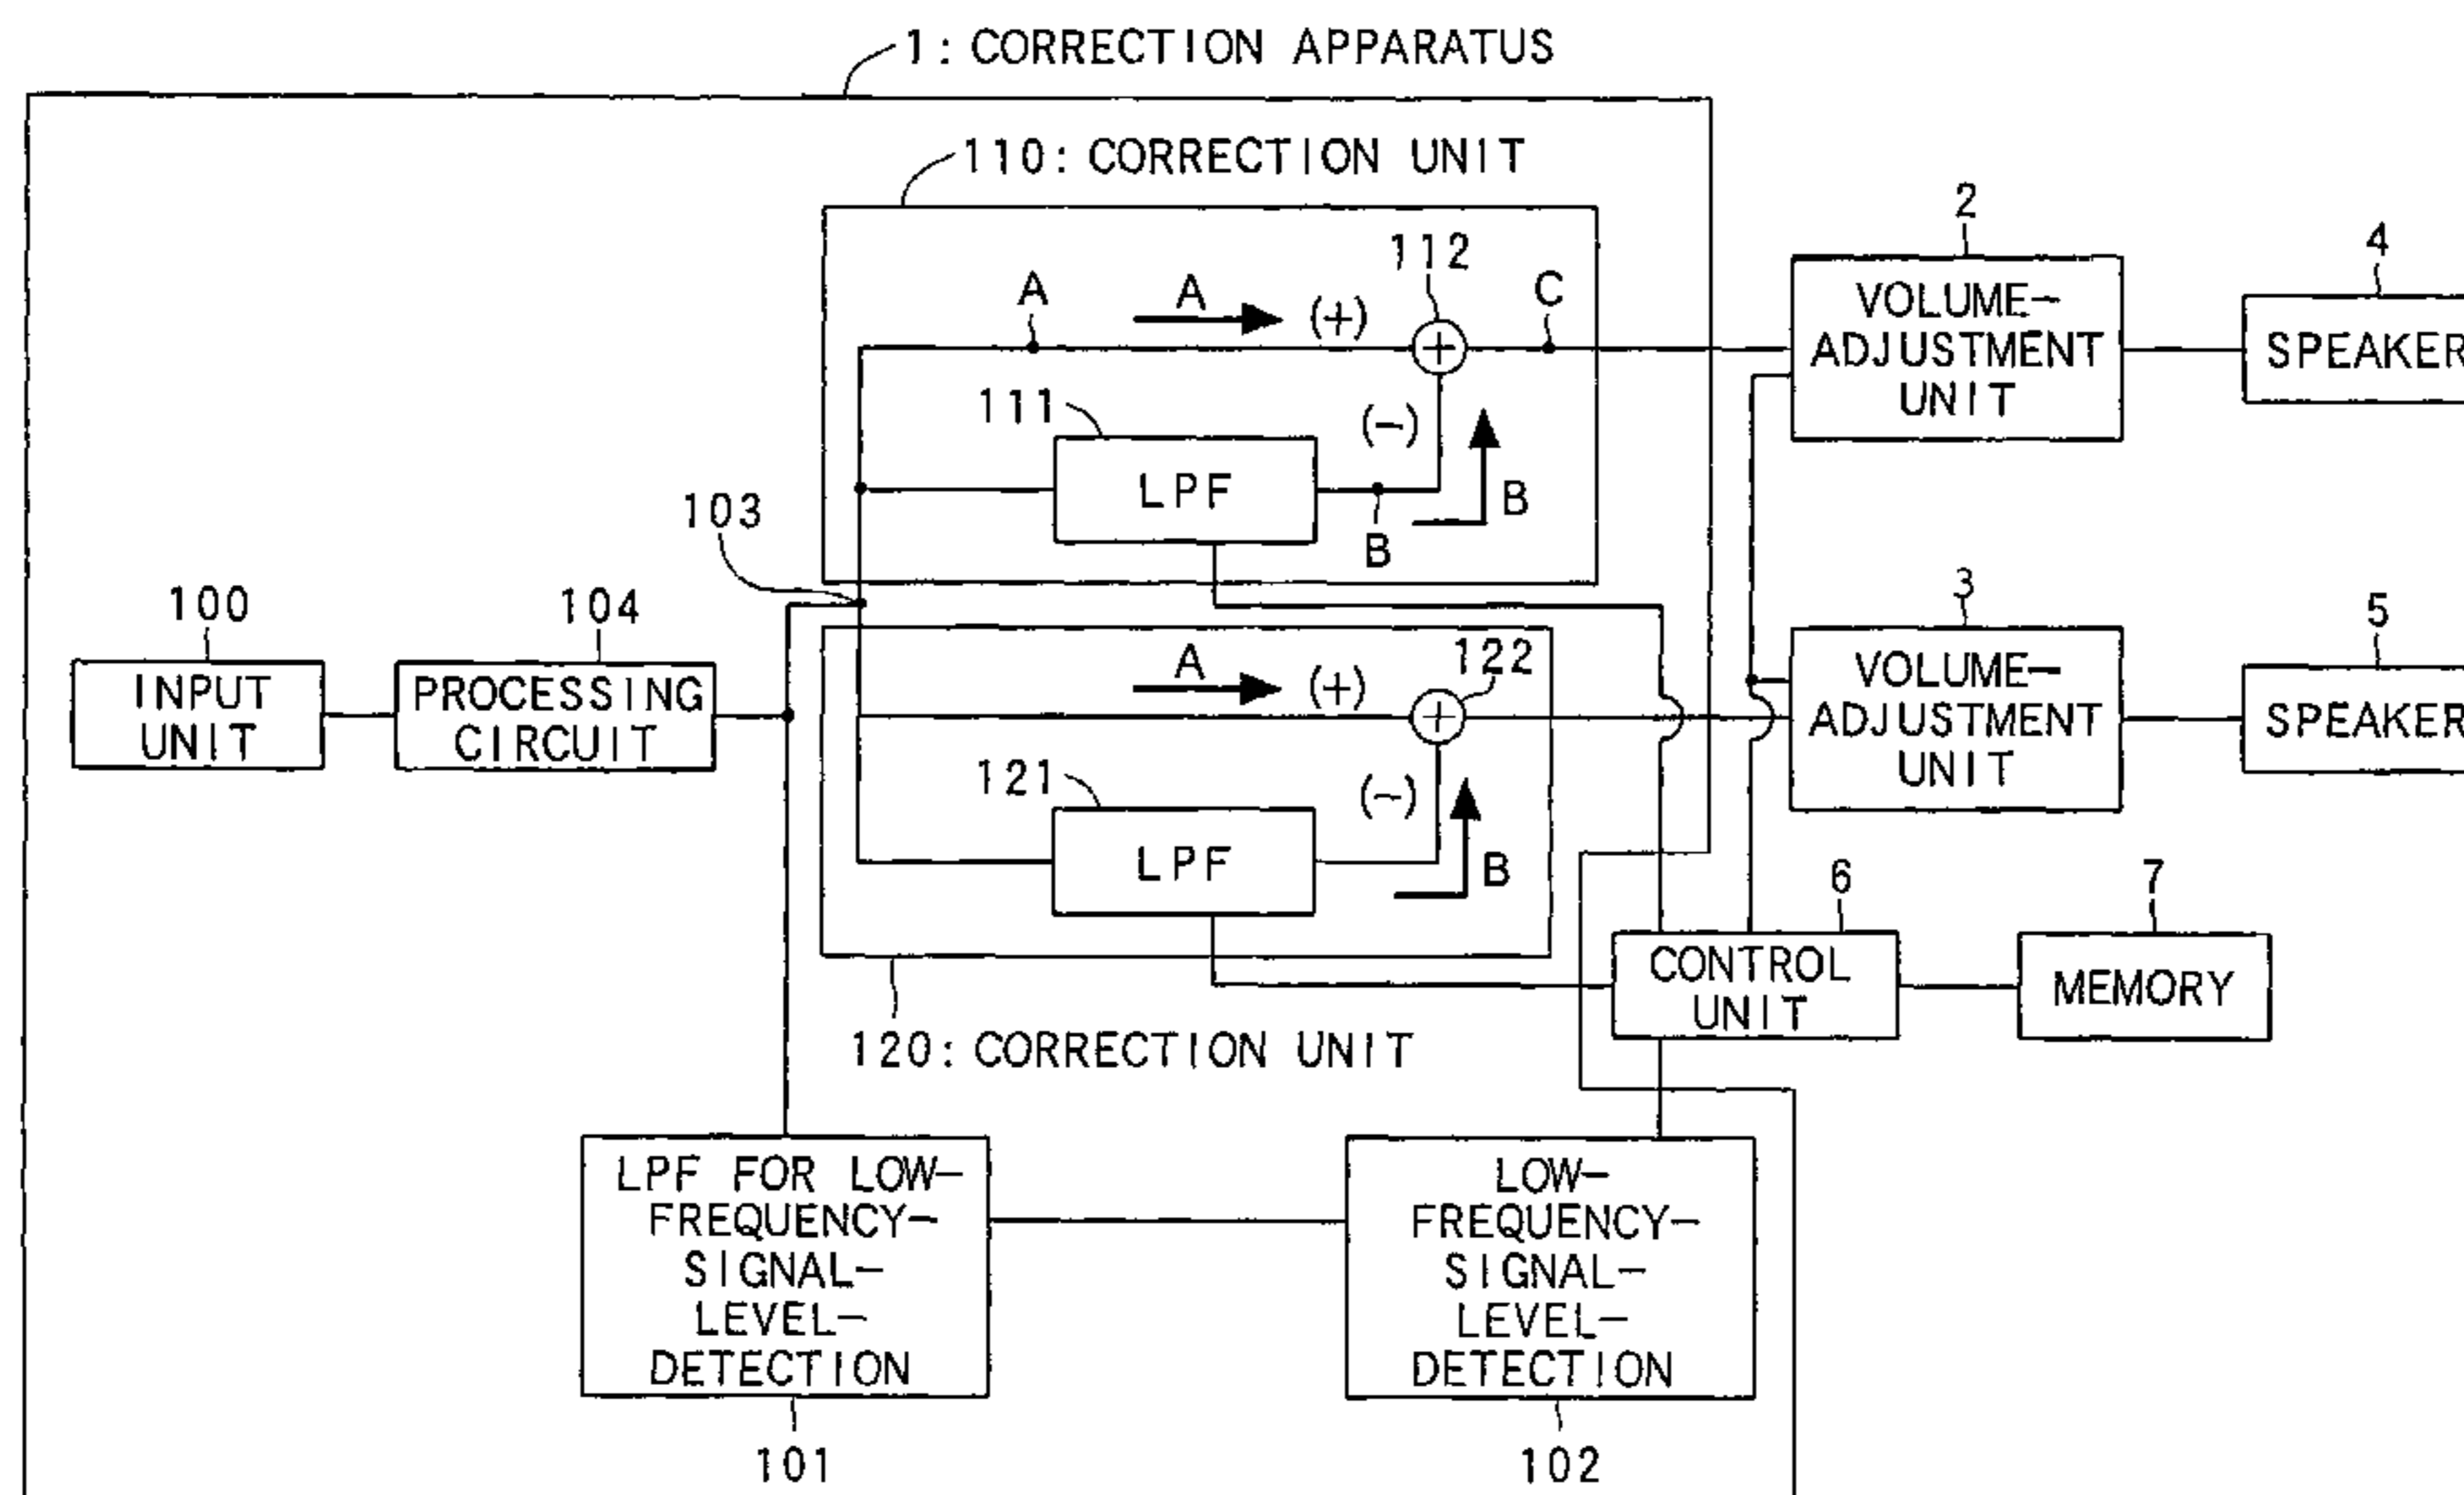 1: CORRECTION APPARATUS
110: CORRECTION UNIT
112
A
A
(+)
C
2
VOLUME-
ADJUSTMENT
UNIT
4
SPEAKER
111
LPF
(-)
B
B
103
100
INPUT
UNIT
104
PROCESSING
CIRCUIT
A
(+)
122
3
VOLUME-
ADJUSTMENT
UNIT
5
SPEAKER
121
LPF
(-)
B
6
CONTROL
UNIT
7
MEMORY
120: CORRECTION UNIT
LPF FOR LOW-
FREQUENCY-
SIGNAL-
LEVEL-
DETECTION
101
LOW-
FREQUENCY-
SIGNAL-
LEVEL-
DETECTION
102